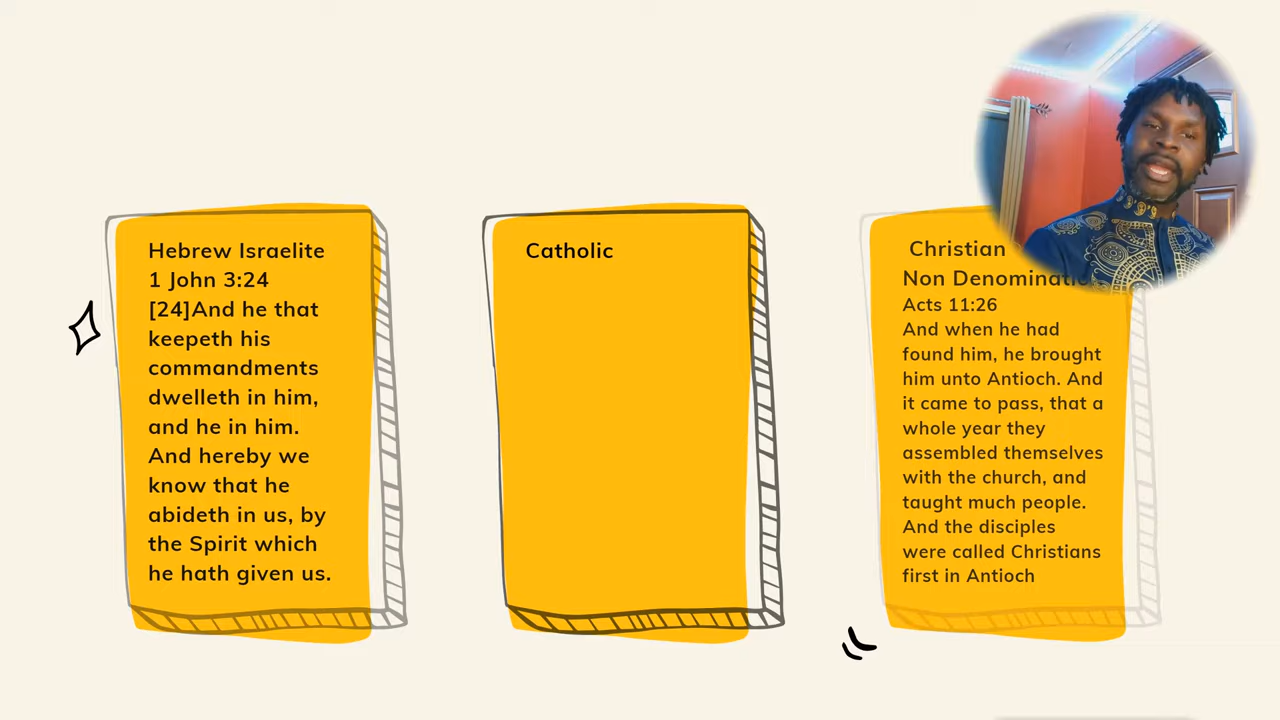 Hebrew Israelite
1 John 3:24
[24]And he that
keepeth his
commandments
dwelleth in him,
and he in him.
And hereby we
know that he
abideth in us, by
the Spirit which
he hath given us.
Catholic
Christian
Non
Acts 11:26
And when he had
found him, he brought
him unto Antioch. And
it came to pass, that a
whole year they
assembled themselves
with the church, and
taught much people.
And the disciples
were called Christians
first in Antioch